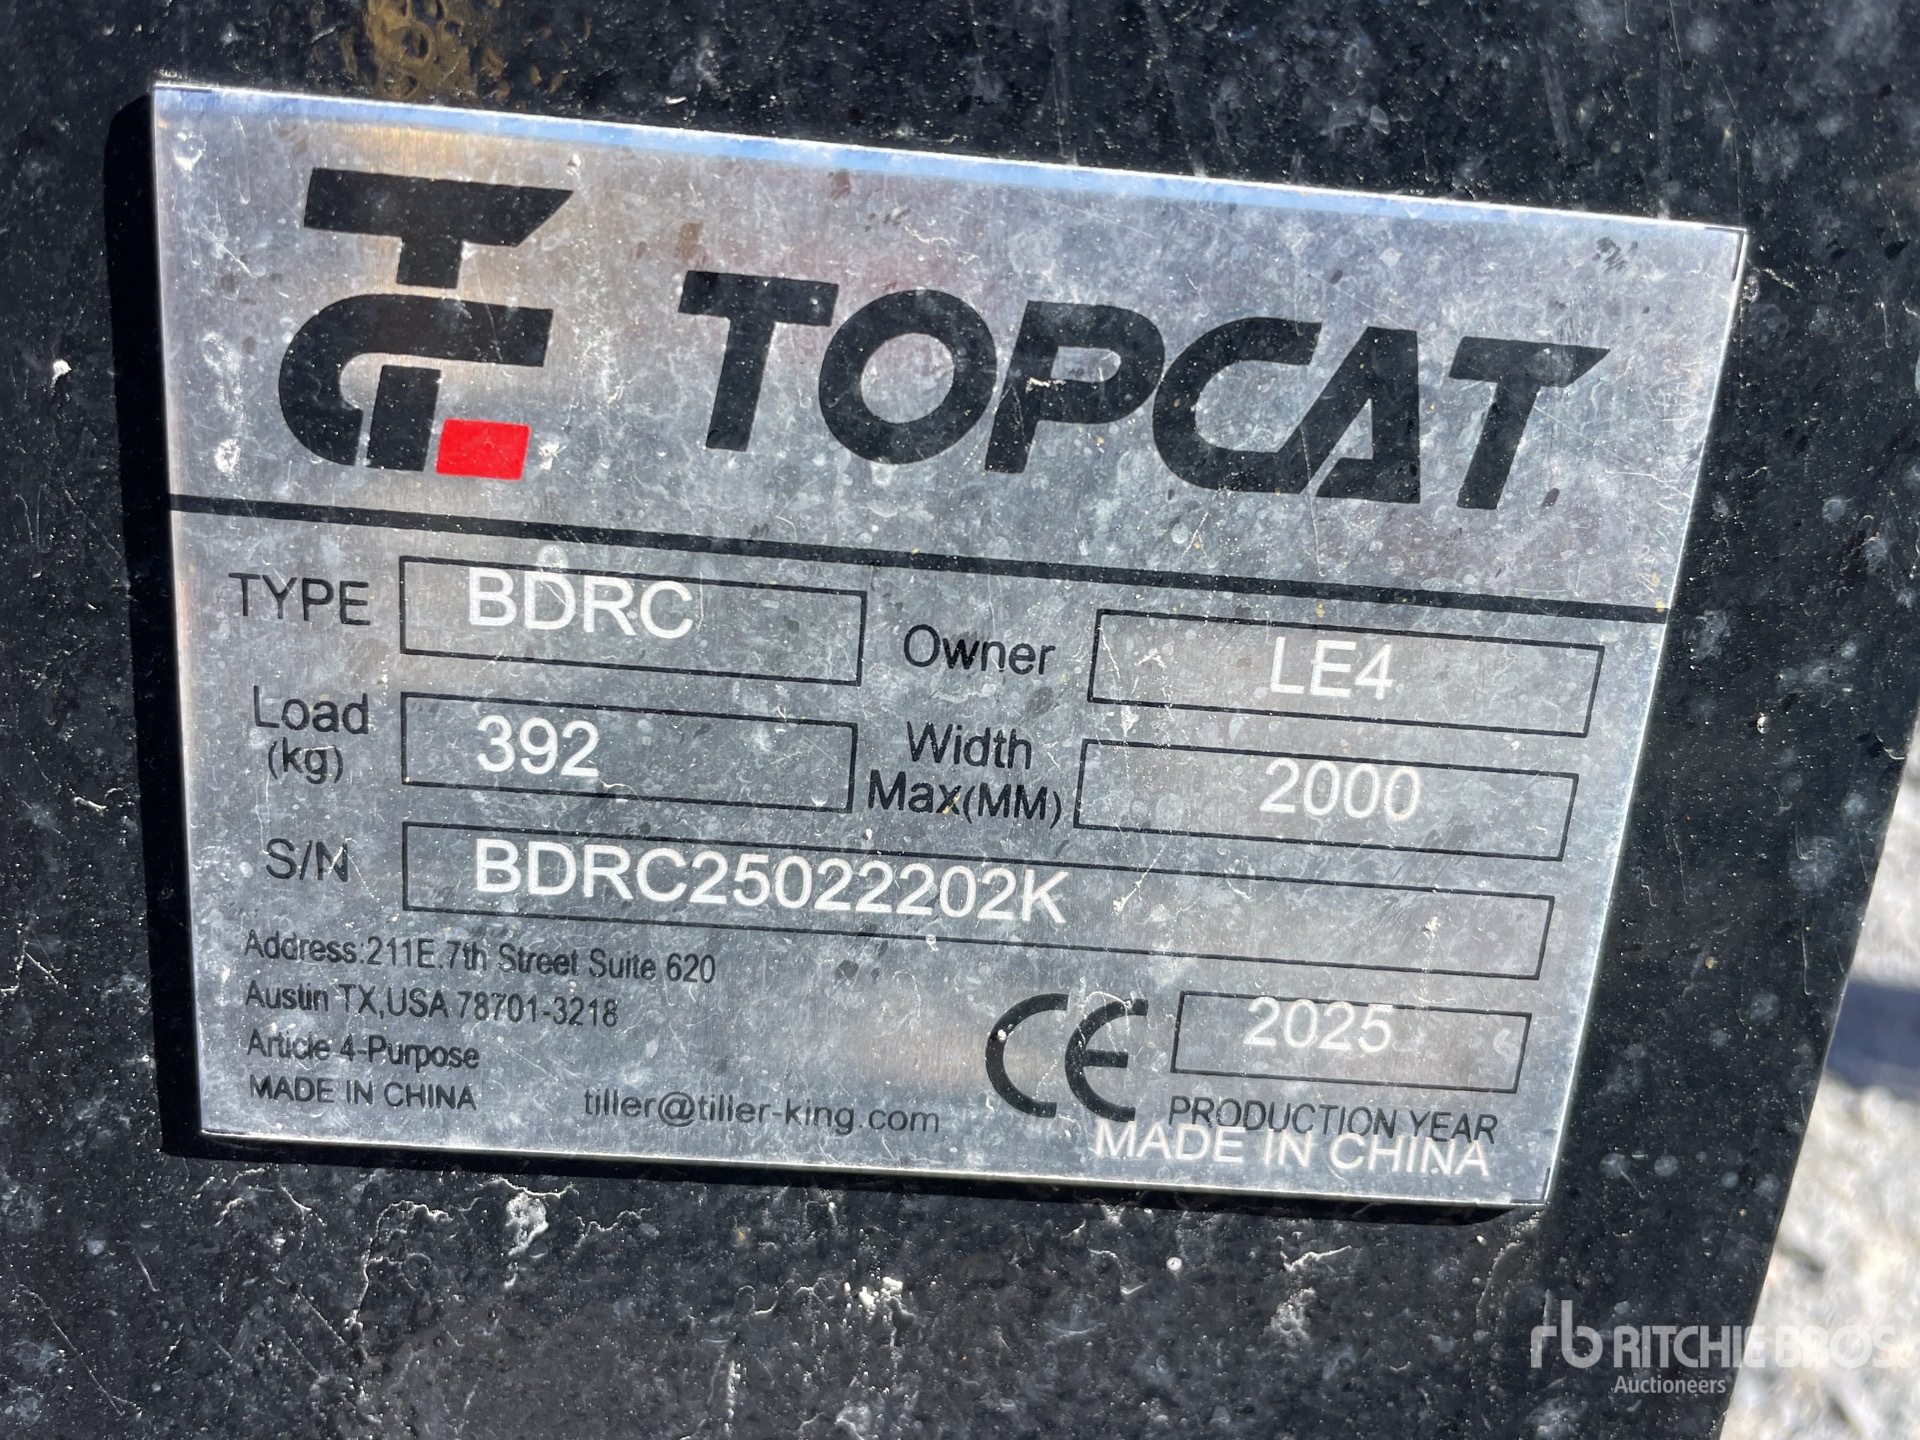 TOPCAT
TYPE BDRC Owner LE4
Load (kg) 392 Width Max(MM) 2000
S/N BDRC25022202K
Address:211E.7th Street Suite 620
Austin TX,USA 78701-3218
Article 4-Purpose
MADE IN CHINA
tiller@tiller-king.com
CE 2025
PRODUCTION YEAR
MADE IN CHINA
rb RITCHIE BROS
Auctioneers